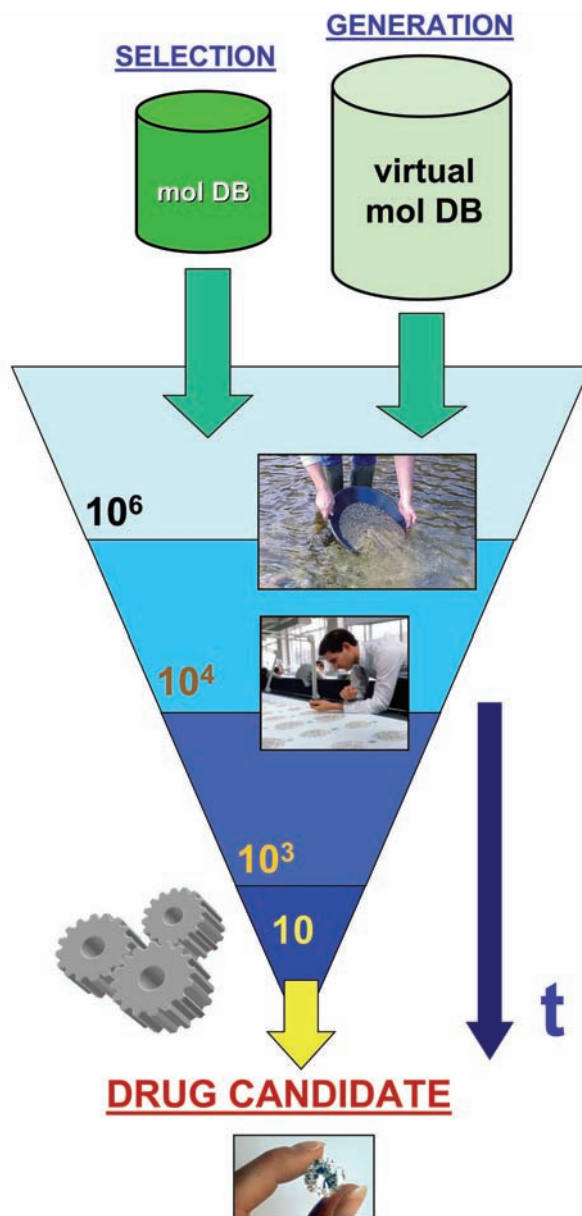 SELECTION
GENERATION
mol DB
virtual
mol DB
10⁶
10⁴
10³
10
t
DRUG CANDIDATE